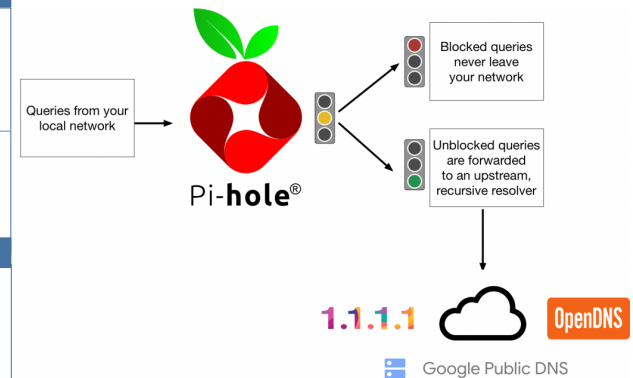 Queries from your
local network
Pi-hole®
Blocked queries
never leave
your network
Unblocked queries
are forwarded
to an upstream,
recursive resolver
1.1.1.1
OpenDNS
Google Public DNS